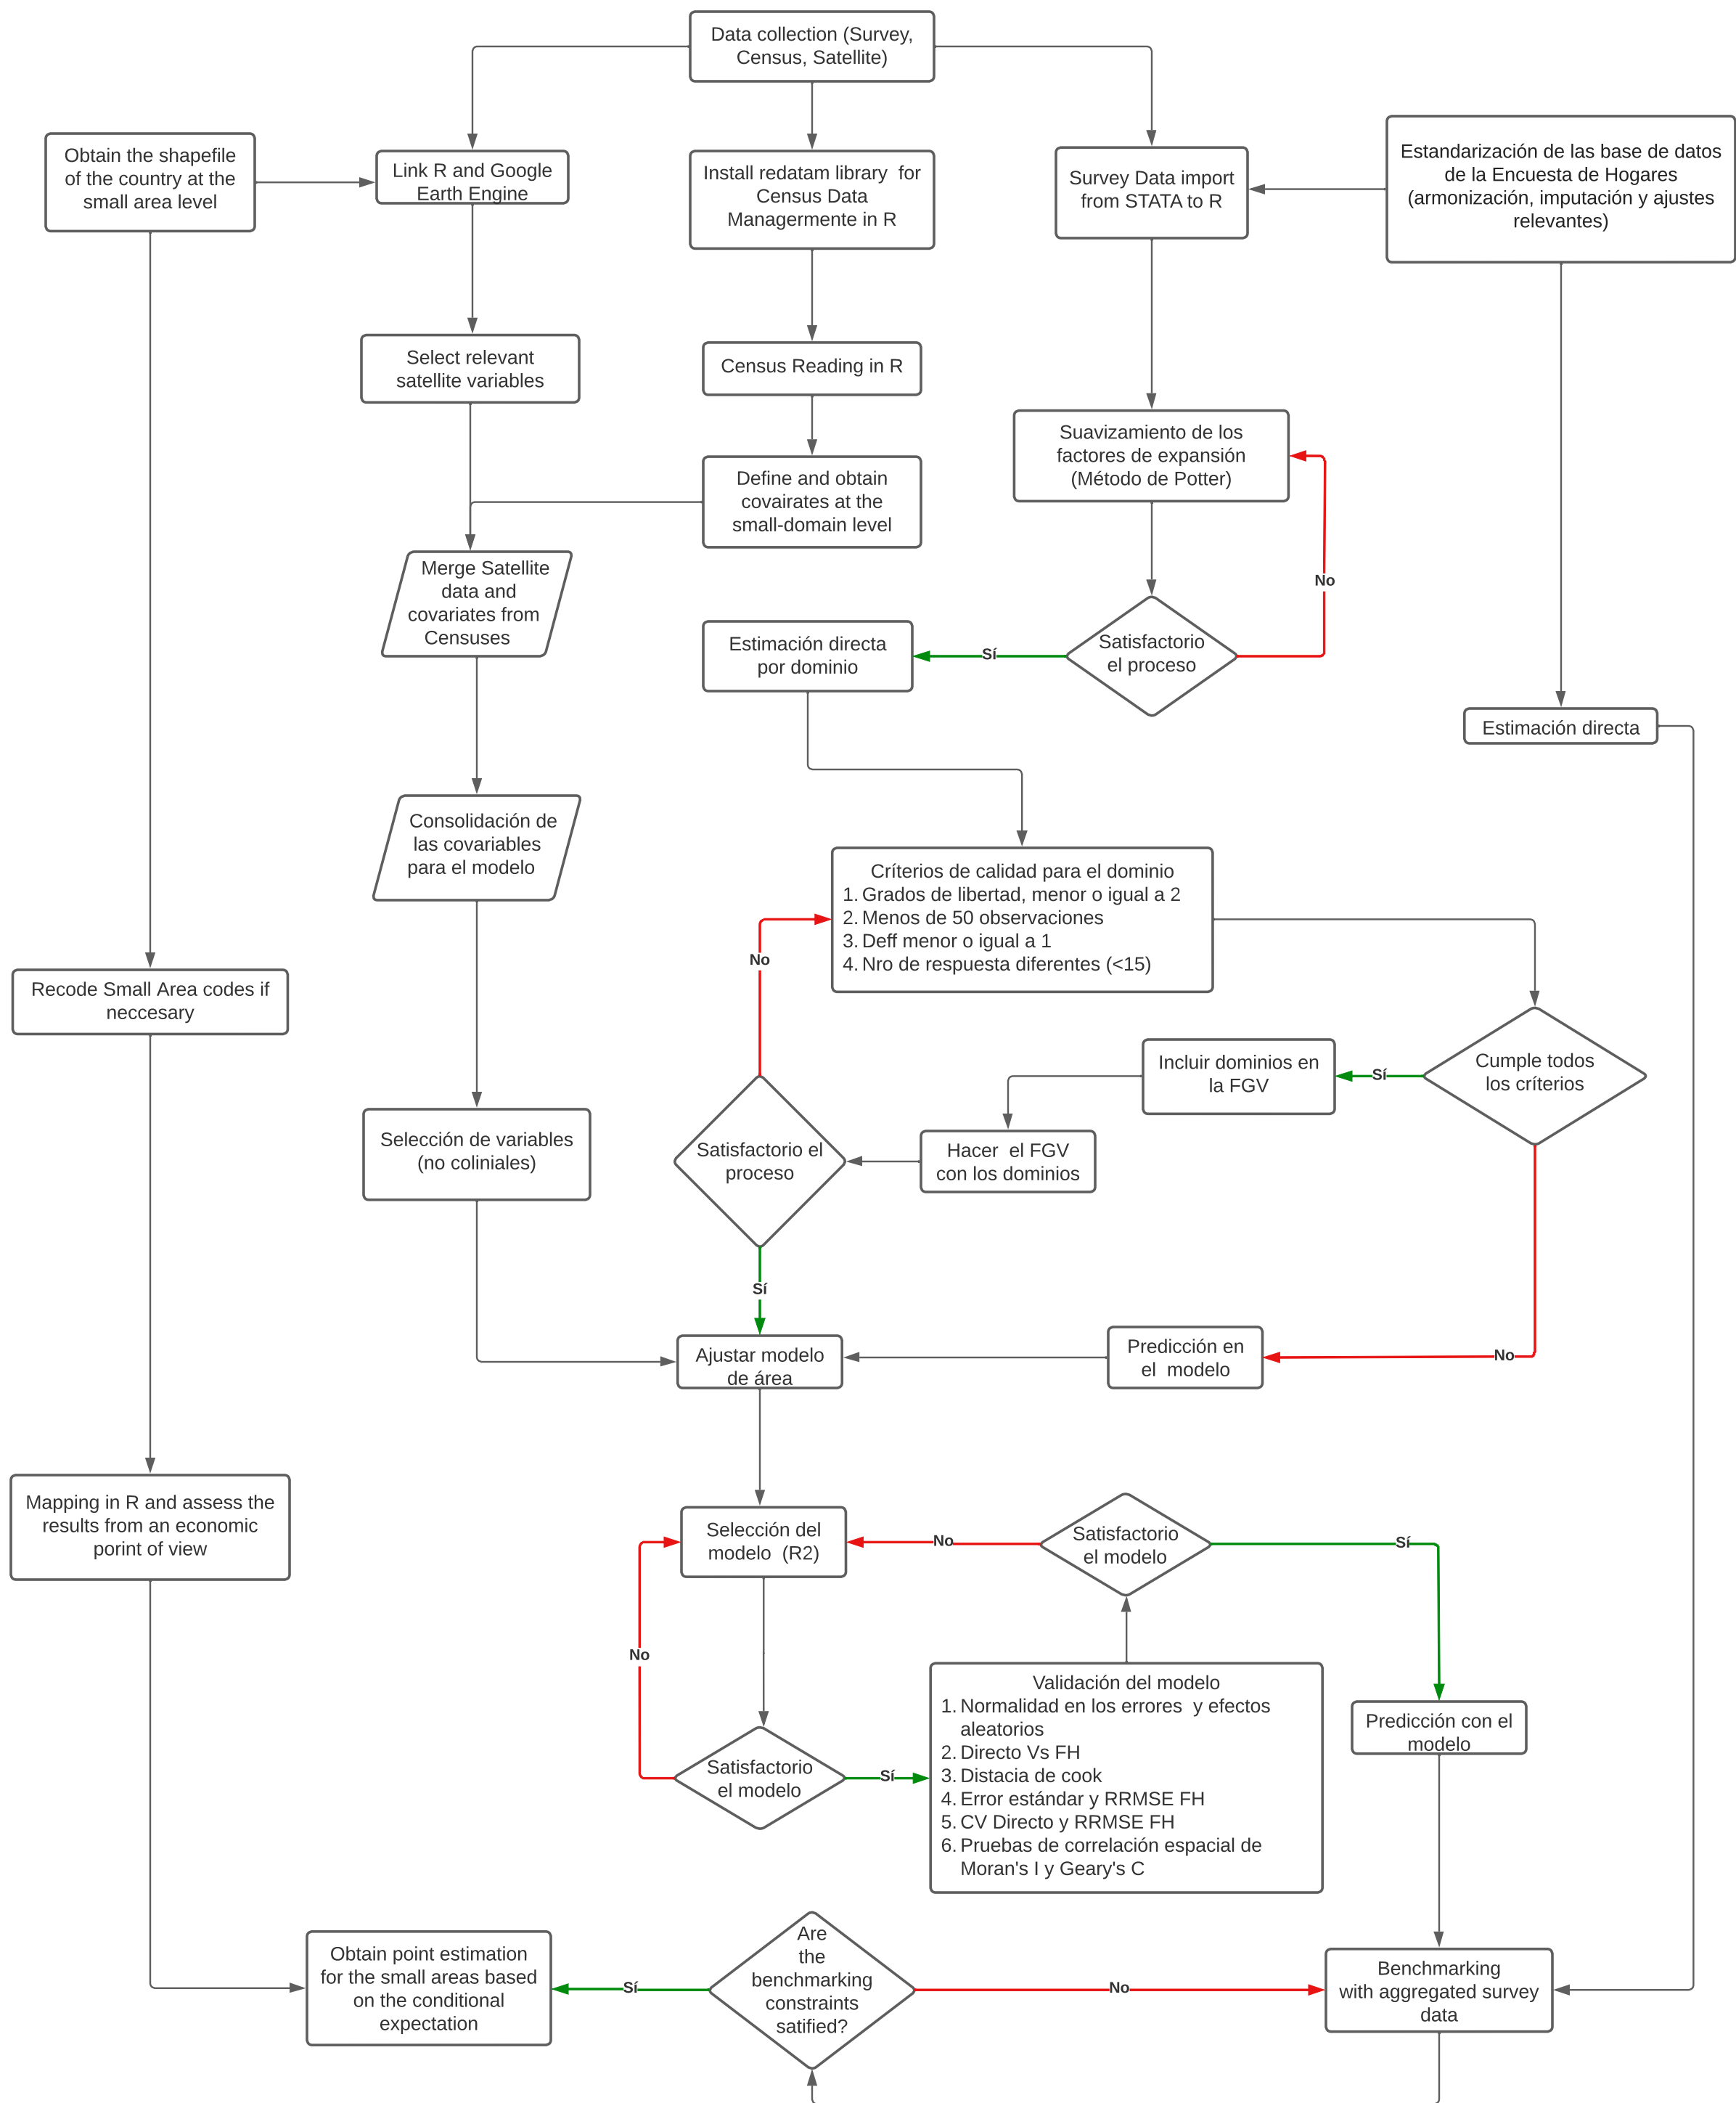 Data collection (Survey,
Census, Satellite)
Obtain the shapefile
of the country at the
small area level
Link R and Google
Earth Engine
Install redatam library  for
Census Data
Managermente in R
Survey Data import
from STATA to R
Estandarización de las base de datos
de la Encuesta de Hogares
(armonización, imputación y ajustes
relevantes)
Select relevant
satellite variables
Census Reading in R
Suavizamiento de los
factores de expansión
(Método de Potter)
Define and obtain
covairates at the
small-domain level
Merge Satellite
data and
covariates from
Censuses
No
Estimación directa
por dominio
Sí
Satisfactorio
el proceso
Estimación directa
Consolidación de
las covariables
para el modelo
Críterios de calidad para el dominio
1. Grados de libertad, menor o igual a 2
2. Menos de 50 observaciones
3. Deff menor o igual a 1
4. Nro de respuesta diferentes (<15)
No
Recode Small Area codes if
neccesary
Incluir dominios en
la FGV
Sí
Cumple todos
los críterios
Selección de variables
(no coliniales)
Satisfactorio el
proceso
Hacer  el FGV
con los dominios
Sí
Ajustar modelo
de área
Predicción en
el  modelo
No
Mapping in R and assess the
results from an economic
porint of view
Selección del
modelo  (R2)
No
Satisfactorio
el modelo
Sí
No
Satisfactorio
el modelo
Sí
Validación del modelo
1. Normalidad en los errores  y efectos
aleatorios
2. Directo Vs FH
3. Distacia de cook
4. Error estándar y RRMSE FH
5. CV Directo y RRMSE FH
6. Pruebas de correlación espacial de
Moran's I y Geary's C
Predicción con el
modelo
Obtain point estimation
for the small areas based
on the conditional
expectation
Sí
Are
the
benchmarking
constraints
satified?
No
Benchmarking
with aggregated survey
data